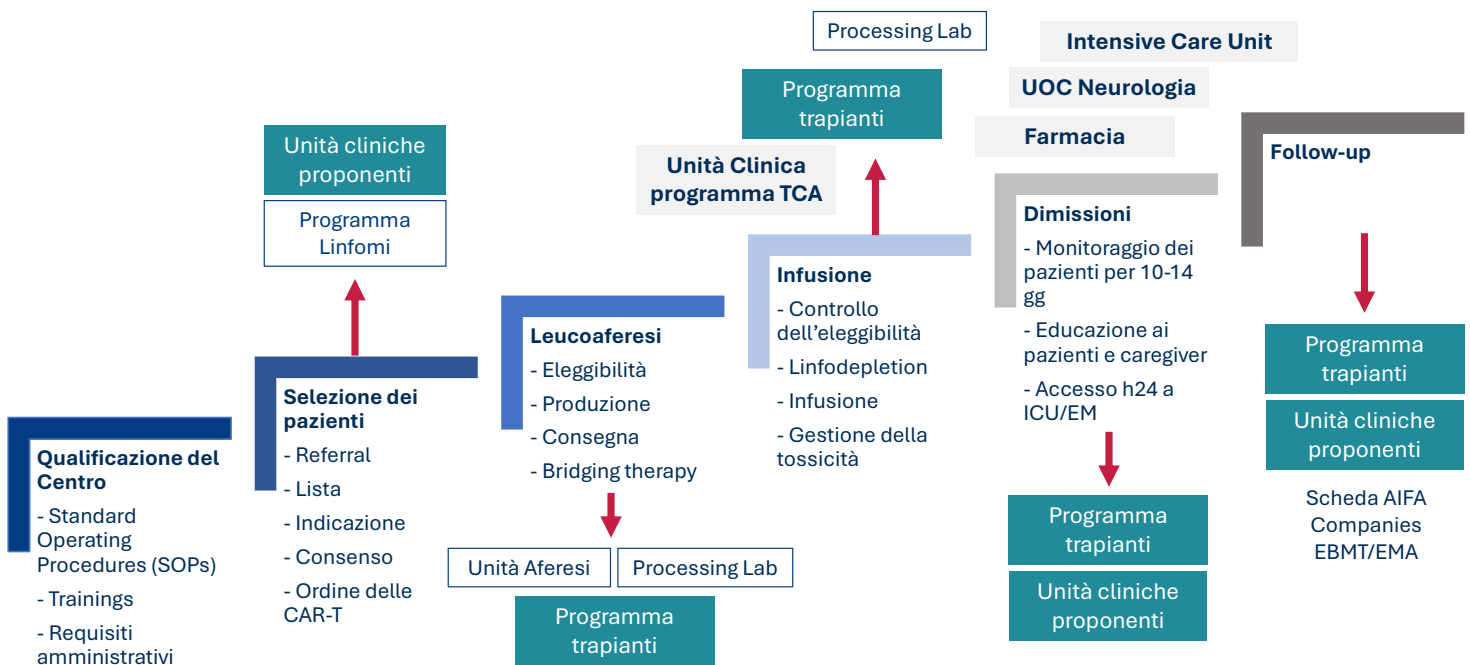 Qualificazione del
Centro
- Standard
Operating
Procedures (SOPs)
- Trainings
- Requisiti
amministrativi
Unità cliniche
proponenti
Programma
Linfomi
Selezione dei
pazienti
- Referral
- Lista
- Indicazione
- Consenso
- Ordine delle
CAR-T
Leucoaferesi
- Eleggibilità
- Produzione
- Consegna
- Bridging therapy
Unità Aferesi
Processing Lab
Programma
trapianti
Processing Lab
Programma
trapianti
Unità Clinica
programma TCA
Infusione
- Controllo
dell’eleggibilità
- Linfodepletion
- Infusione
- Gestione della
tossicità
Intensive Care Unit
UOC Neurologia
Farmacia
Dimissioni
- Monitoraggio dei
pazienti per 10-14
gg
- Educazione ai
pazienti e caregiver
- Accesso h24 a
ICU/EM
Programma
trapianti
Unità cliniche
proponenti
Follow-up
Programma
trapianti
Unità cliniche
proponenti
Scheda AIFA
Companies
EBMT/EMA